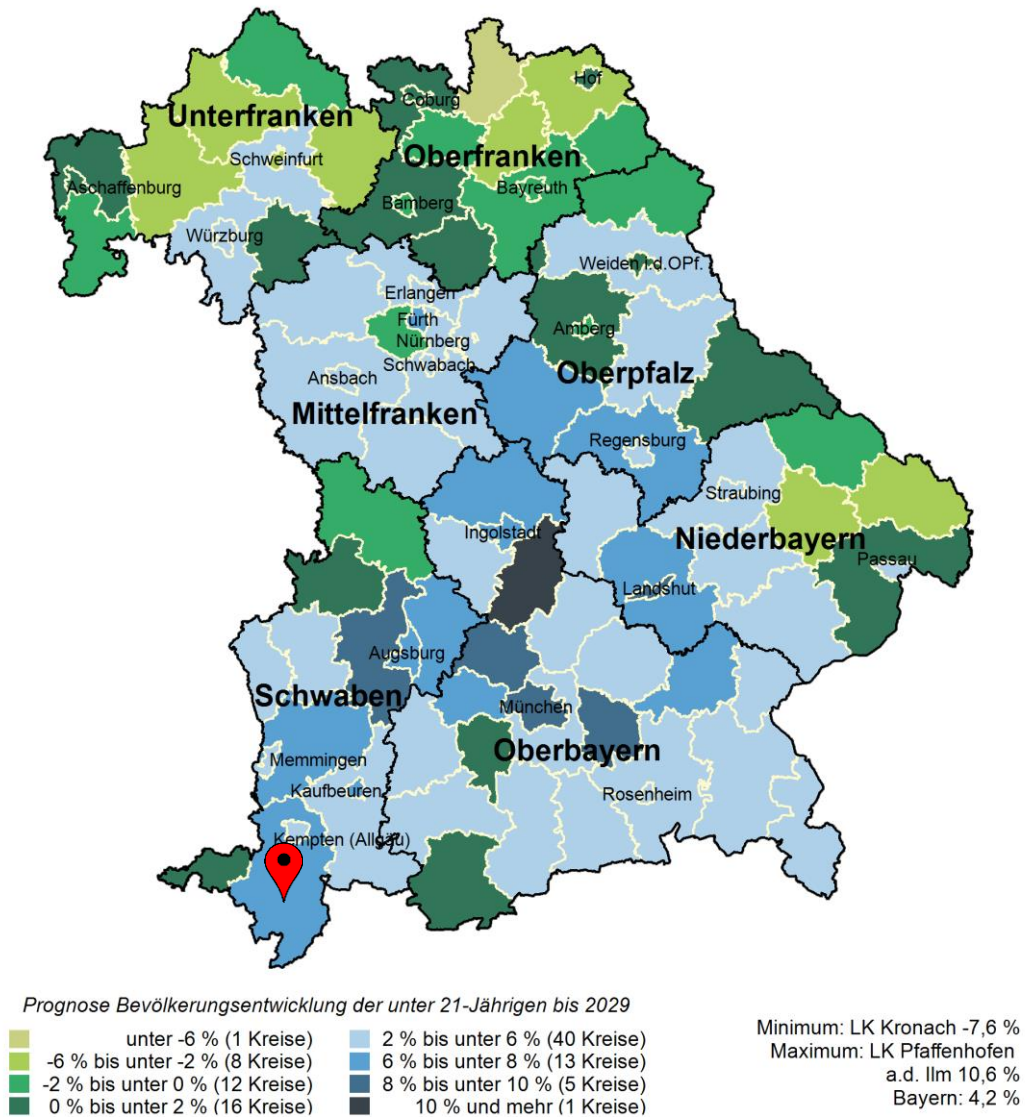 Hof
Coburg
Unterfranken
Oberfranken
Schweinfurt
Aschaffenburg
Bayreuth
Bamberg
Würzburg
Weiden i.d.OPf.
Erlangen
Fürth
Amberg
Nürnberg
Schwabach
Ansbach
Oberpfalz
Mittelfranken
Regensburg
Straubing
Ingolstadt
Niederbayern
Passau
Landshut
Augsburg
Schwaben
München
Oberbayern
Memmingen
Kaufbeuren
Rosenheim
Kempten (Allgäu)
Prognose Bevölkerungsentwicklung der unter 21-Jährigen bis 2029
unter -6 % (1 Kreise)
-6 % bis unter -2 % (8 Kreise)
-2 % bis unter 0 % (12 Kreise)
0 % bis unter 2 % (16 Kreise)
2 % bis unter 6 % (40 Kreise)
6 % bis unter 8 % (13 Kreise)
8 % bis unter 10 % (5 Kreise)
10 % und mehr (1 Kreise)
Minimum: LK Kronach -7,6 %
Maximum: LK Pfaffenhofen
a.d. Ilm 10,6 %
Bayern: 4,2 %